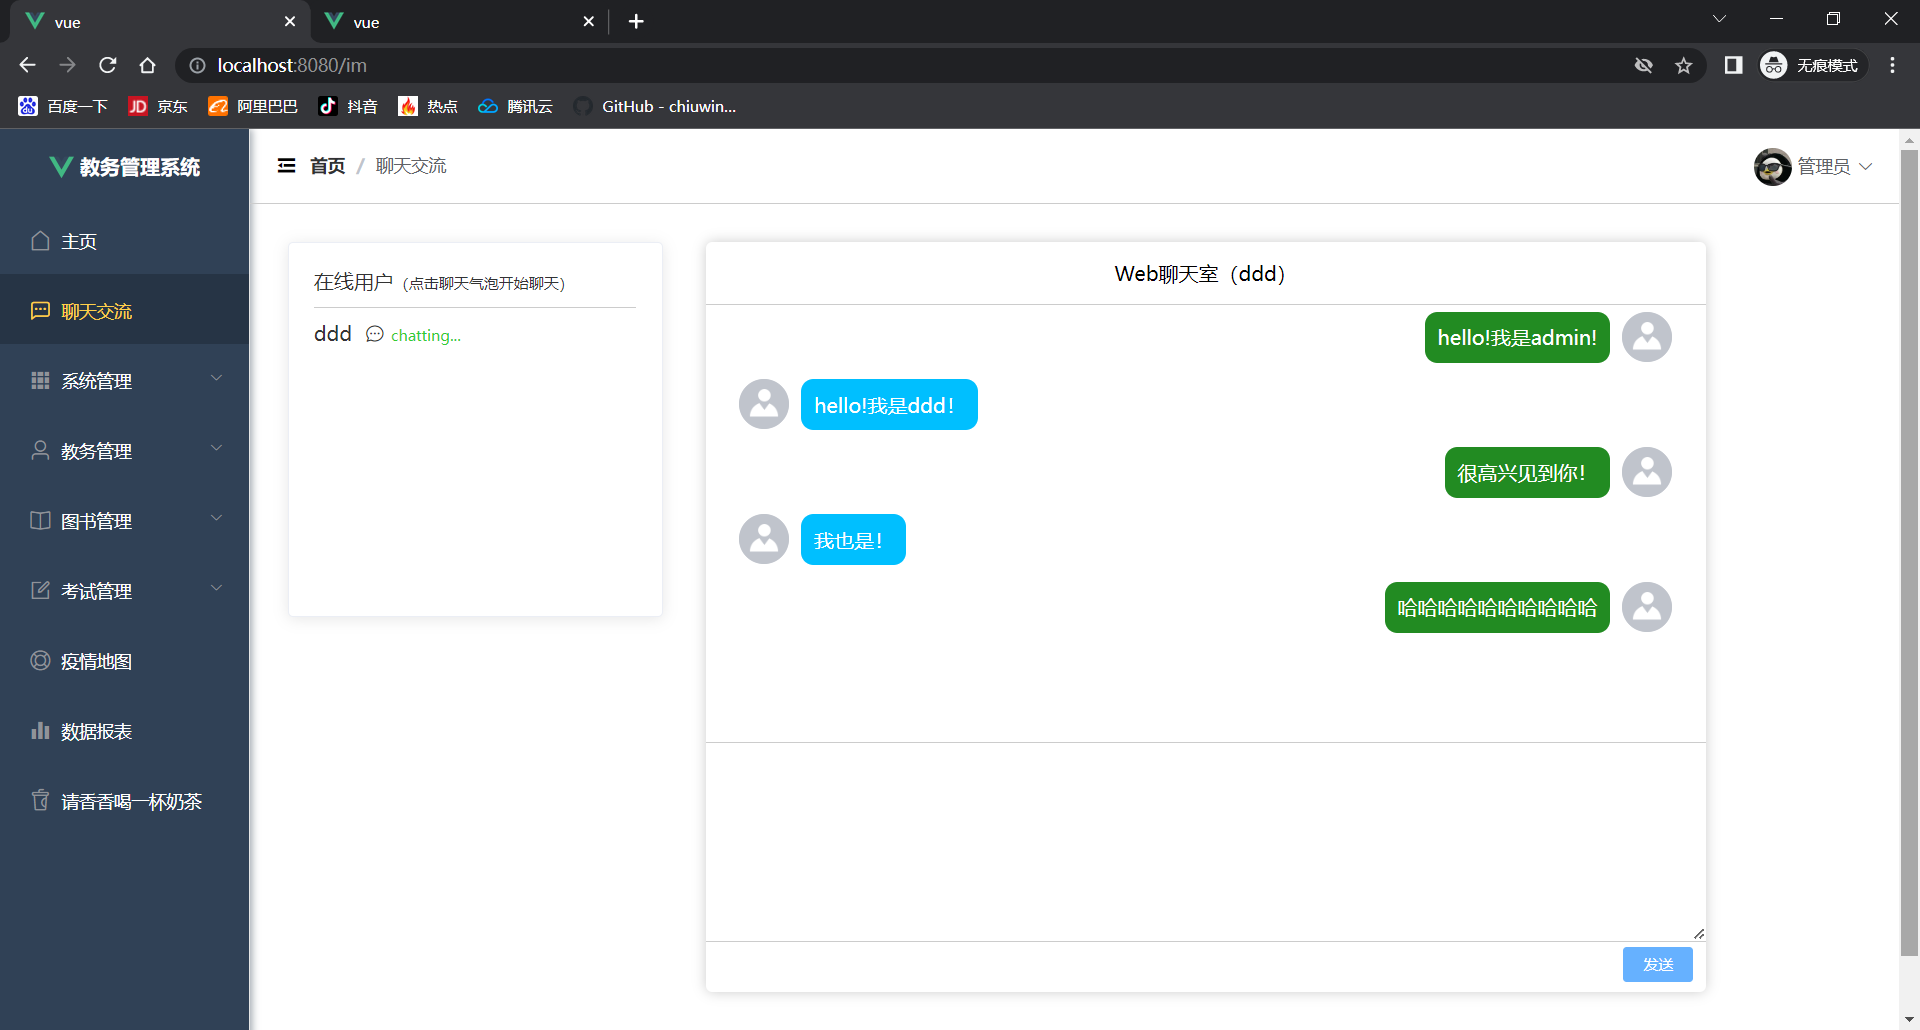 vue
vue
localhost:8080/im
无痕模式
百度一下
JD 京东
阿里巴巴
抖音
热点
腾讯云
GitHub - chiuwin...
教务管理系统
首页 / 聊天交流
管理员
主页
聊天交流
系统管理
教务管理
图书管理
考试管理
疫情地图
数据报表
请香香喝一杯奶茶
在线用户（点击聊天气泡开始聊天）
ddd chatting...
Web聊天室（ddd）
hello!我是admin!
hello!我是ddd！
很高兴见到你！
我也是！
哈哈哈哈哈哈哈哈哈哈
发送